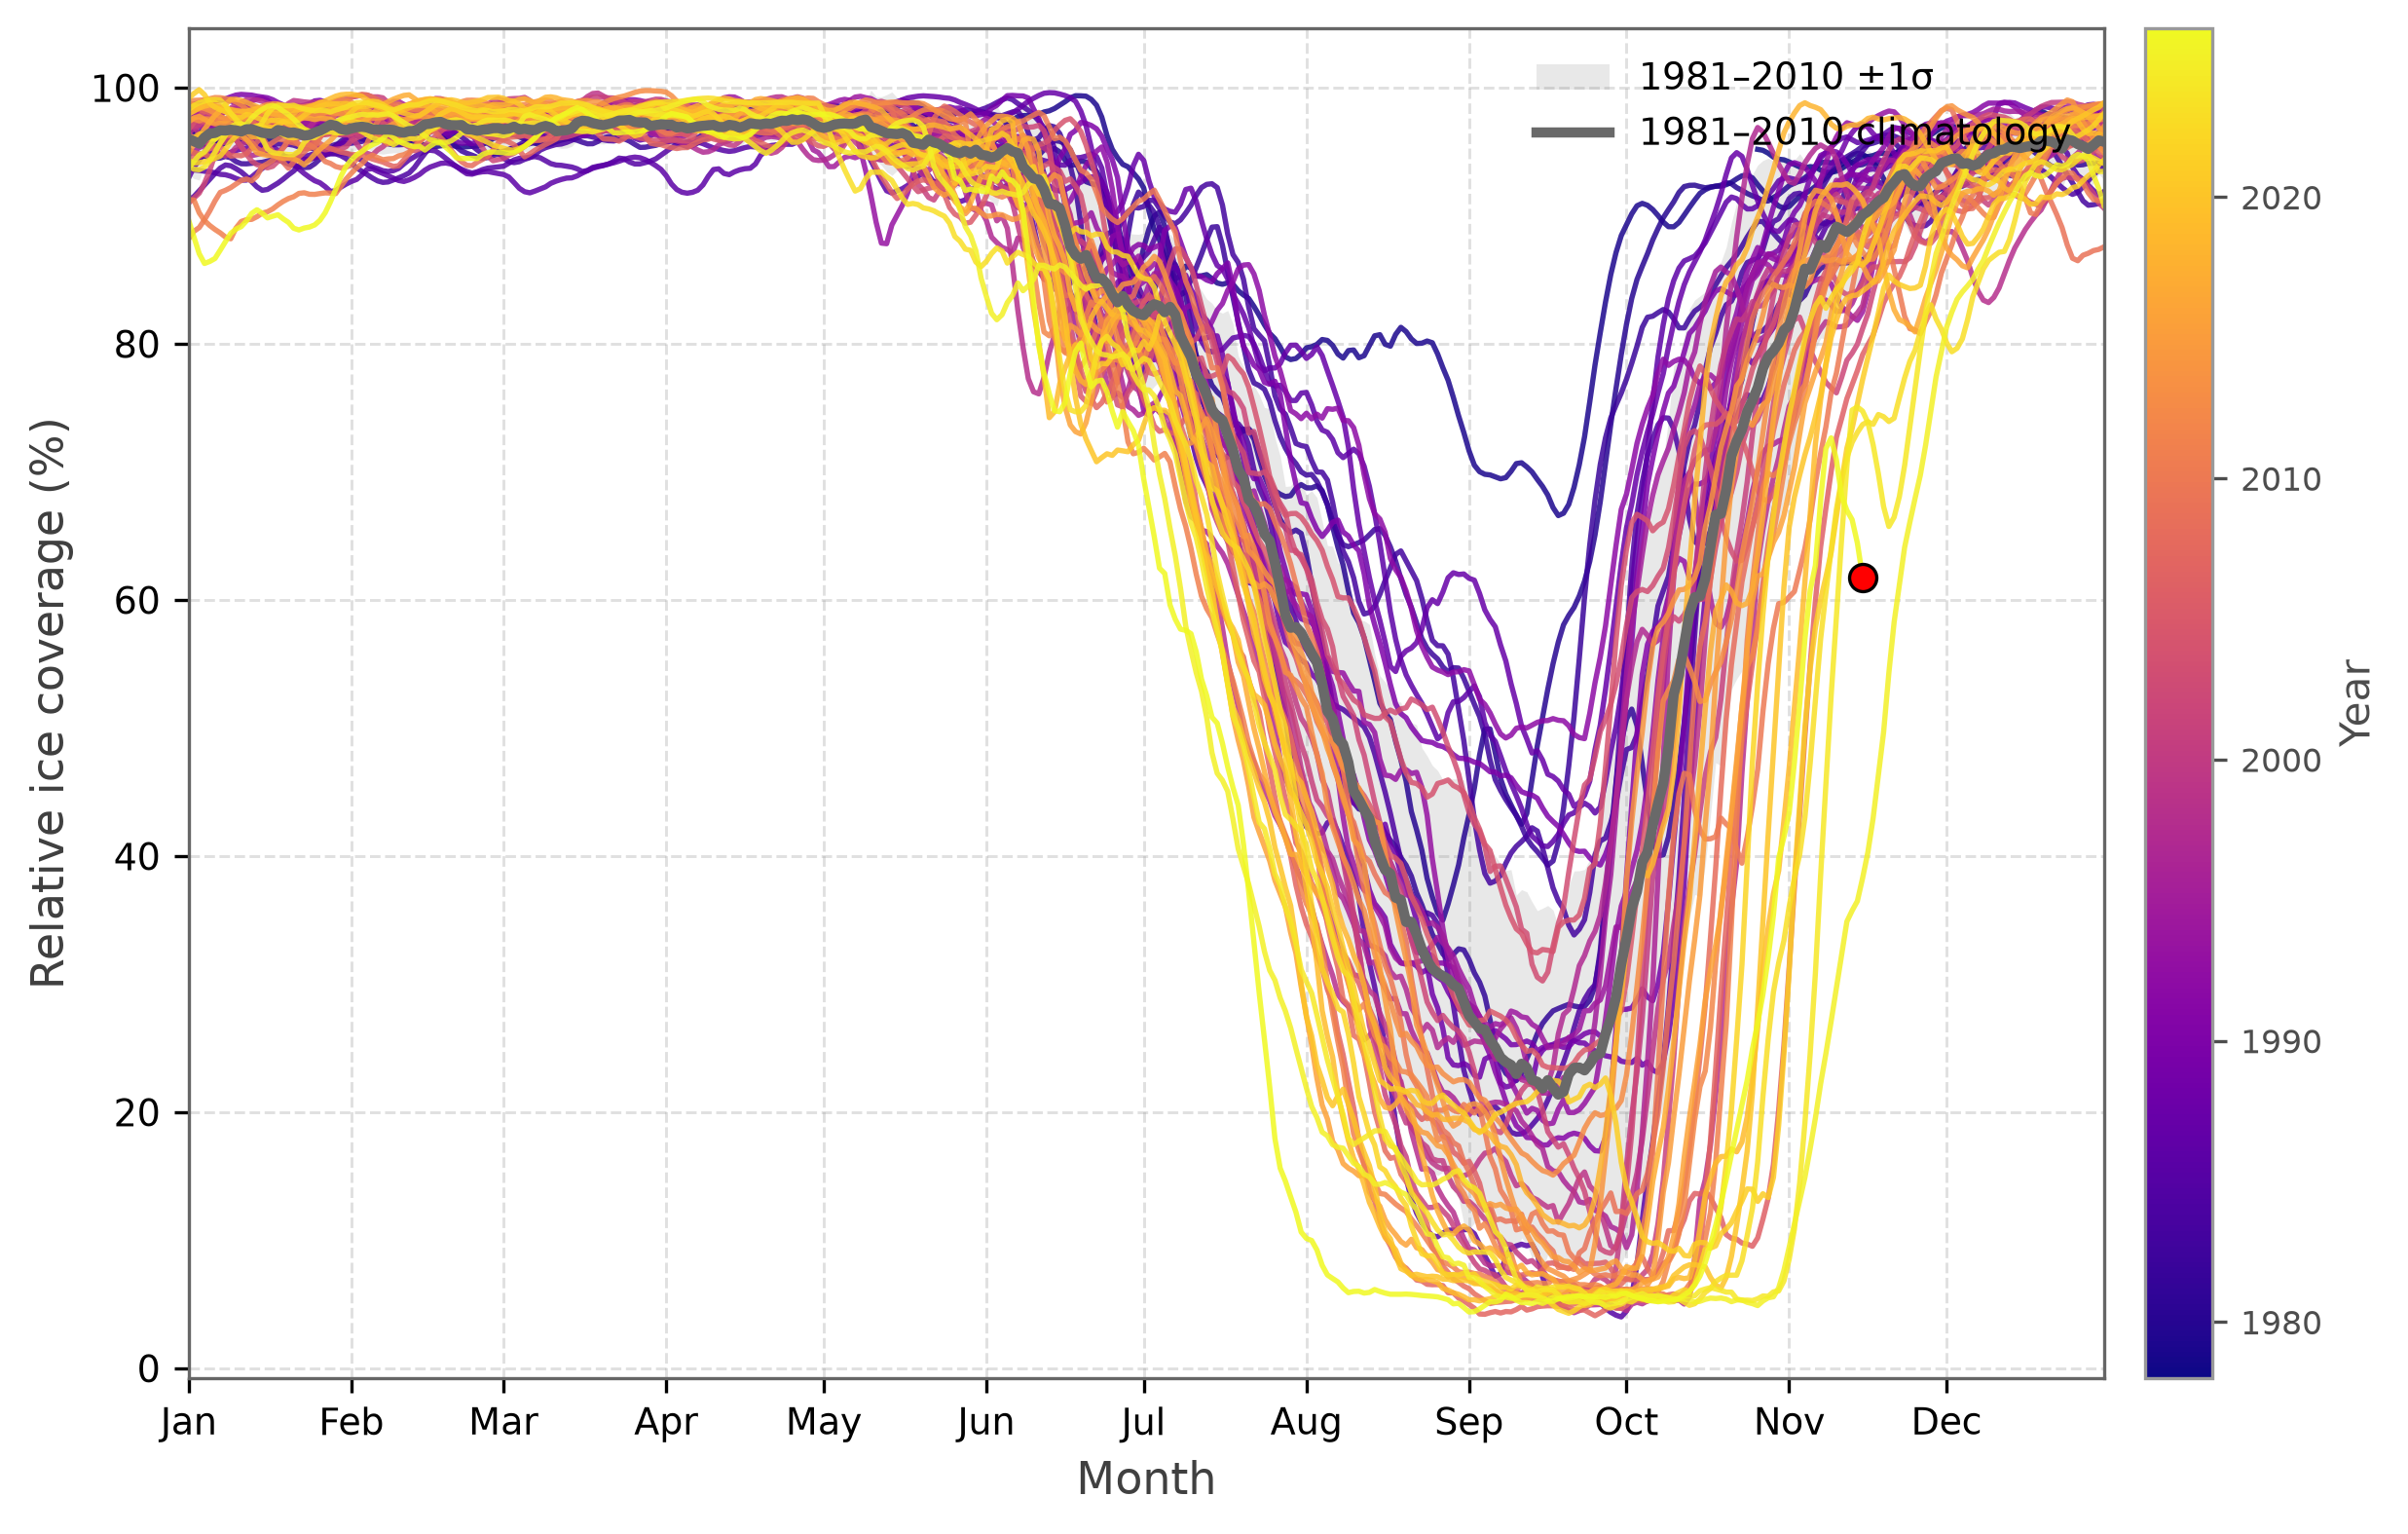 1981–2010 ±1σ
1981–2010 climatology
Relative ice coverage (%)
100
80
60
40
20
0
Jan Feb Mar Apr May Jun Jul Aug Sep Oct Nov Dec
Month
2020
2010
2000
1990
1980
Year